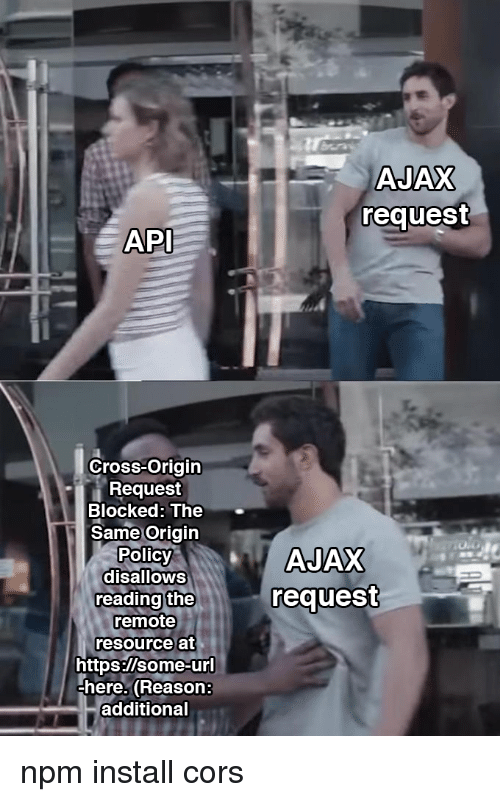 AJAX
request
API
Cross-Origin
Request
Blocked: The
Same Origin
Policy
disallows
reading the
remote
resource at
https://some-url
-here. (Reason:
additional
AJAX
request
npm install cors